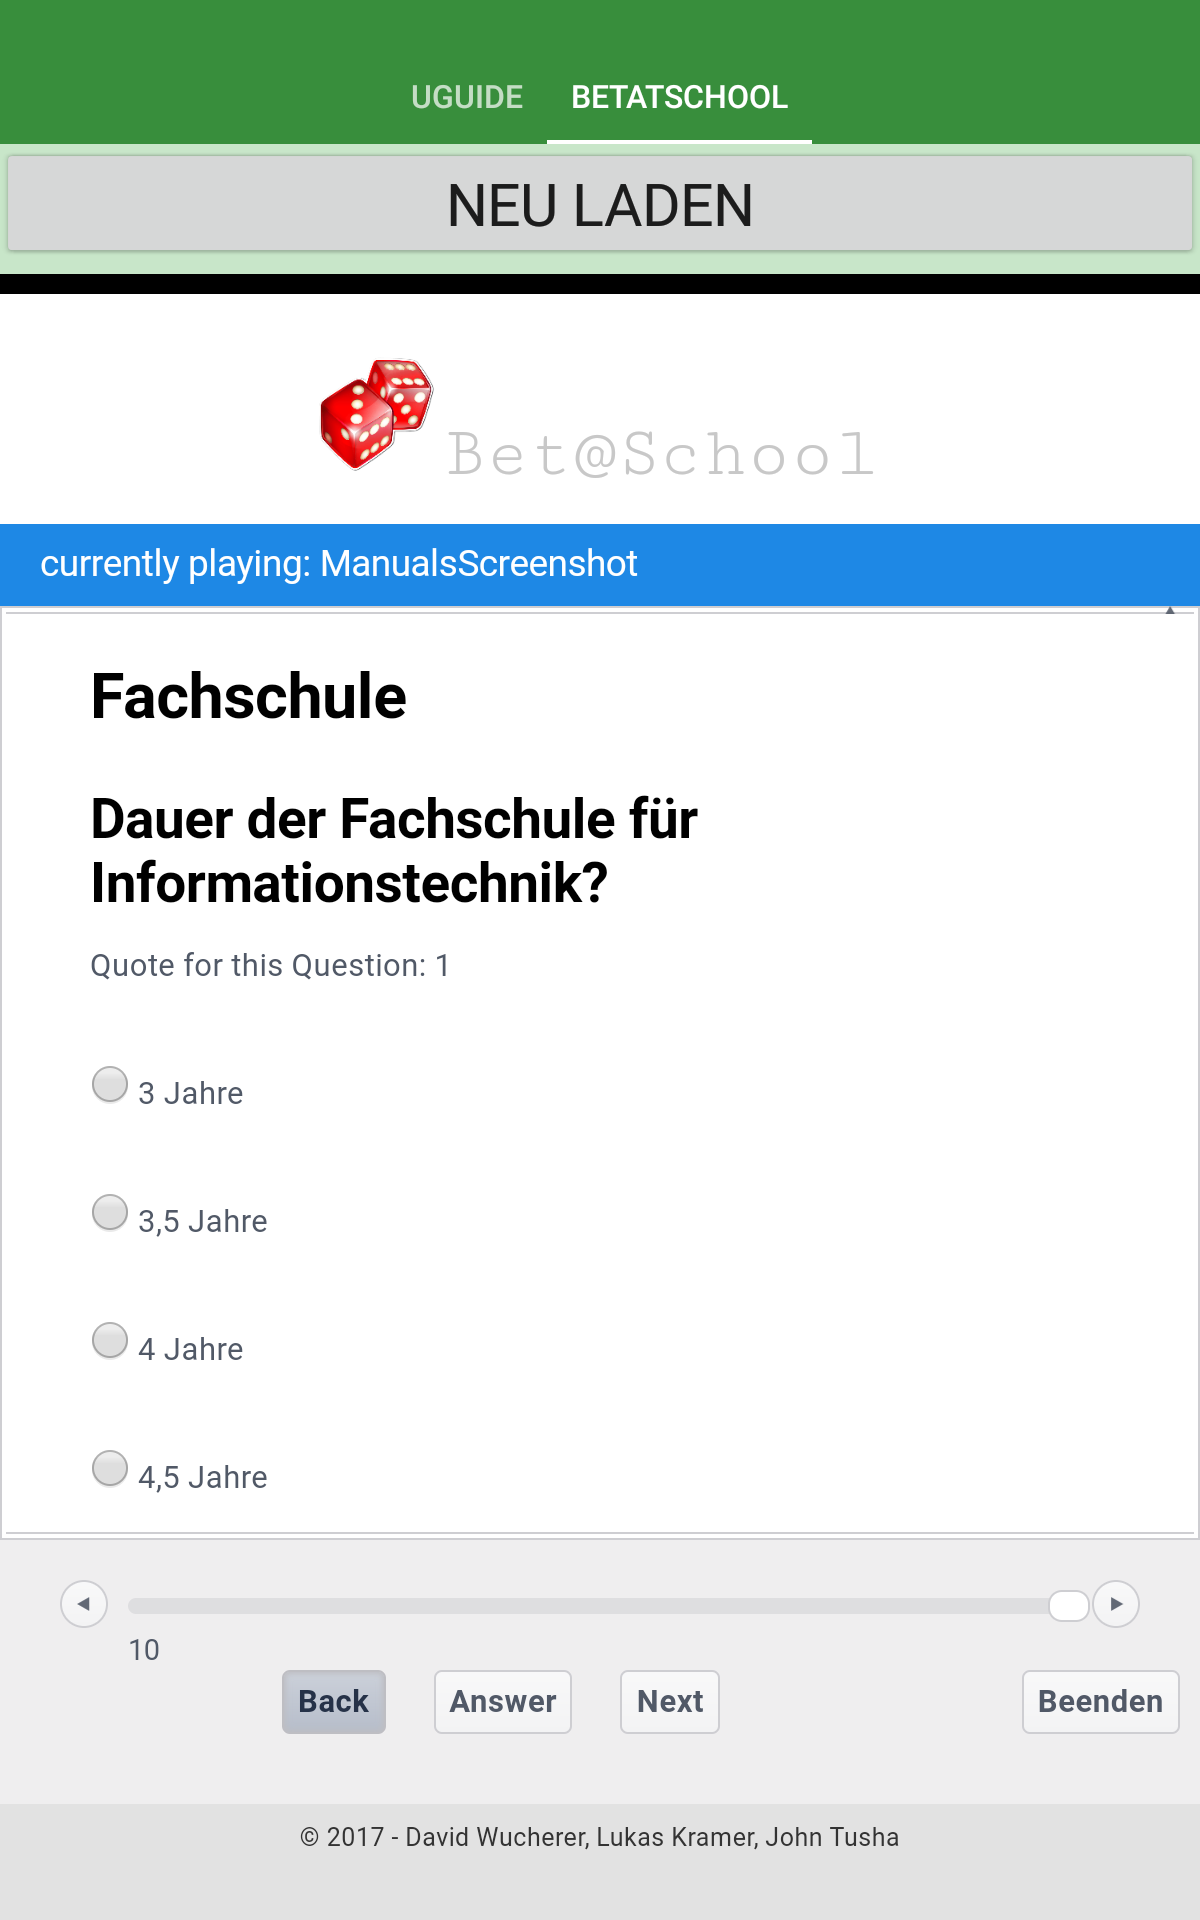 UGUIDE BETATSCHOOL
NEU LADEN
Bet@School
currently playing: ManualsScreenshot
Fachschule
Dauer der Fachschule für
Informationstechnik?
Quote for this Question: 1
3 Jahre
3,5 Jahre
4 Jahre
4,5 Jahre
10
Back Answer Next Beenden
© 2017 - David Wucherer, Lukas Kramer, John Tusha